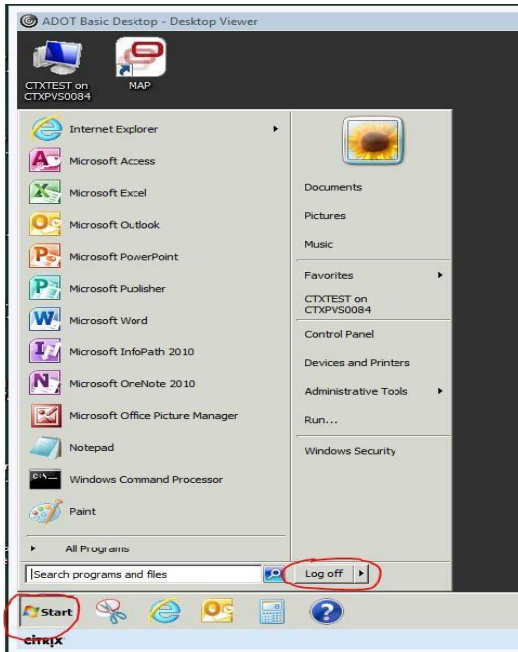 ADOT Basic Desktop - Desktop Viewer
CTXTEST on
CTXPVS0084
MAP
Internet Explorer
Microsoft Access
Microsoft Excel
Microsoft Outlook
Microsoft PowerPoint
Microsoft Publisher
Microsoft Word
Microsoft InfoPath 2010
Microsoft OneNote 2010
Microsoft Office Picture Manager
Notepad
Windows Command Processor
Paint
All Programs
Search programs and files
Documents
Pictures
Music
Favorites
CTXTEST on
CTXPVS0084
Control Panel
Devices and Printers
Administrative Tools
Run...
Windows Security
Log off
Start
CITRIX